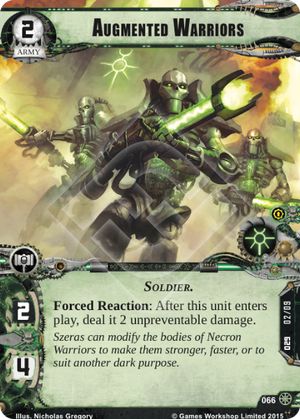 2
ARMY
AUGMENTED WARRIORS
SOLDIER.
2
4
Forced Reaction: After this unit enters
play, deal it 2 unpreventable damage.
Szeras can modify the bodies of Necron
Warriors to make them stronger, faster, or to
suit another dark purpose.
029 02/09
066
Illus. Nicholas Gregory
© Games Workshop Limited 2015